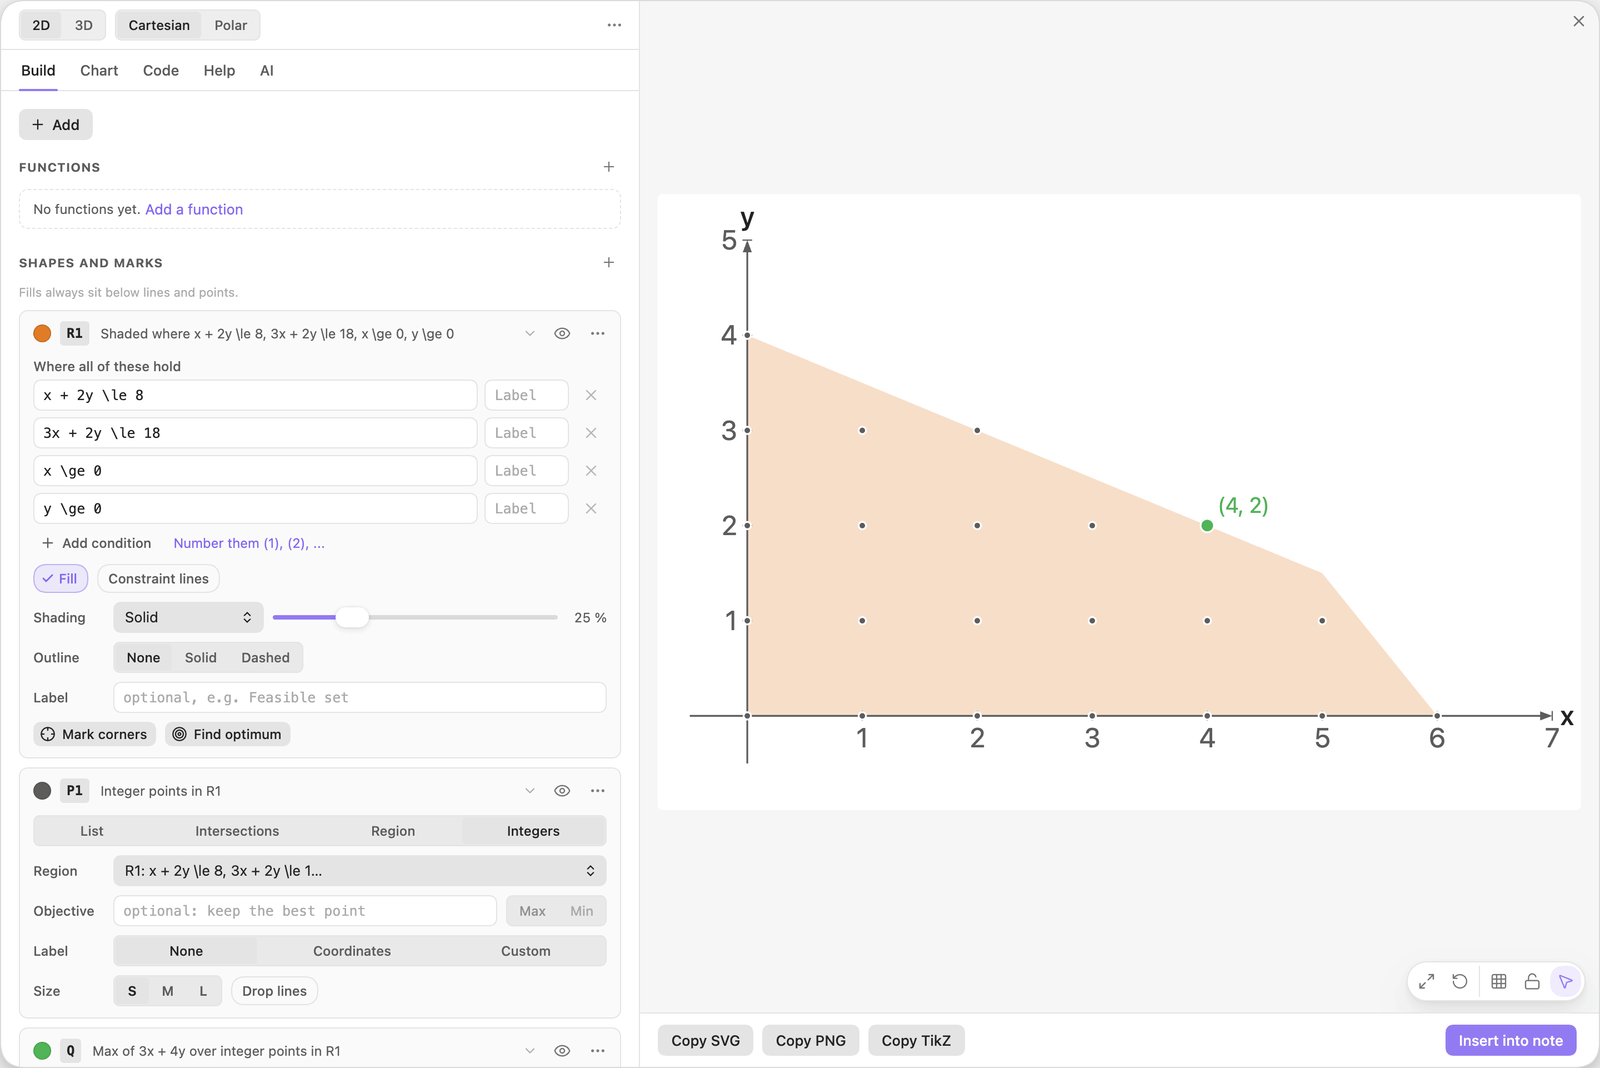 2D 3D Cartesian Polar
Build Chart Code Help AI
+ Add
FUNCTIONS
No functions yet. Add a function
SHAPES AND MARKS
Fills always sit below lines and points.
R1 Shaded where x + 2y \le 8, 3x + 2y \le 18, x \ge 0, y \ge 0
Where all of these hold
x + 2y \le 8 Label
3x + 2y \le 18 Label
x \ge 0 Label
y \ge 0 Label
+ Add condition Number them (1), (2), ...
Fill Constraint lines
Shading Solid 25 %
Outline None Solid Dashed
Label optional, e.g. Feasible set
Mark corners Find optimum
P1 Integer points in R1
List Intersections Region Integers
Region R1: x + 2y \le 8, 3x + 2y \le 1...
Objective optional: keep the best point Max Min
Label None Coordinates Custom
Size S M L Drop lines
Q Max of 3x + 4y over integer points in R1
y
5
4
3
2
1
(4, 2)
x
1 2 3 4 5 6 7
Copy SVG Copy PNG Copy TikZ Insert into note